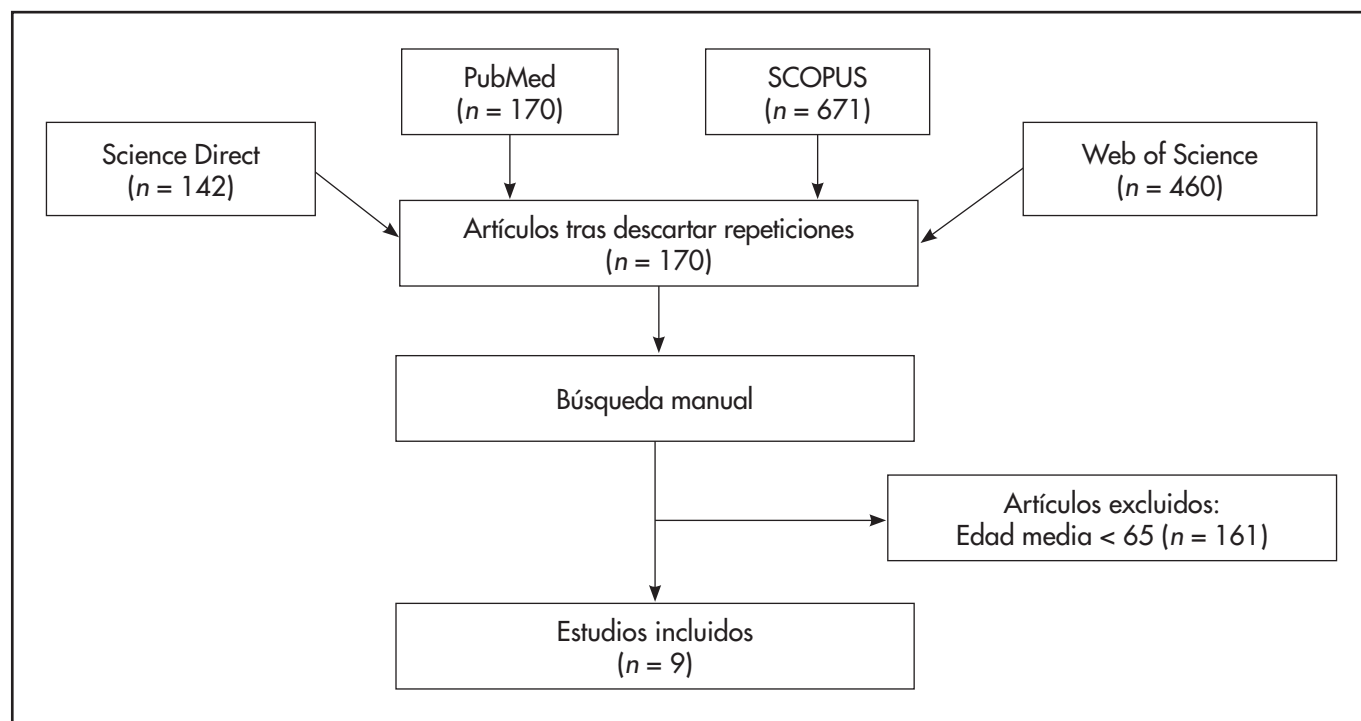 PubMed
(n = 170)
SCOPUS
(n = 671)
Science Direct
(n = 142)
Web of Science
(n = 460)
Artículos tras descartar repeticiones
(n = 170)
Búsqueda manual
Artículos excluidos:
Edad media < 65 (n = 161)
Estudios incluidos
(n = 9)